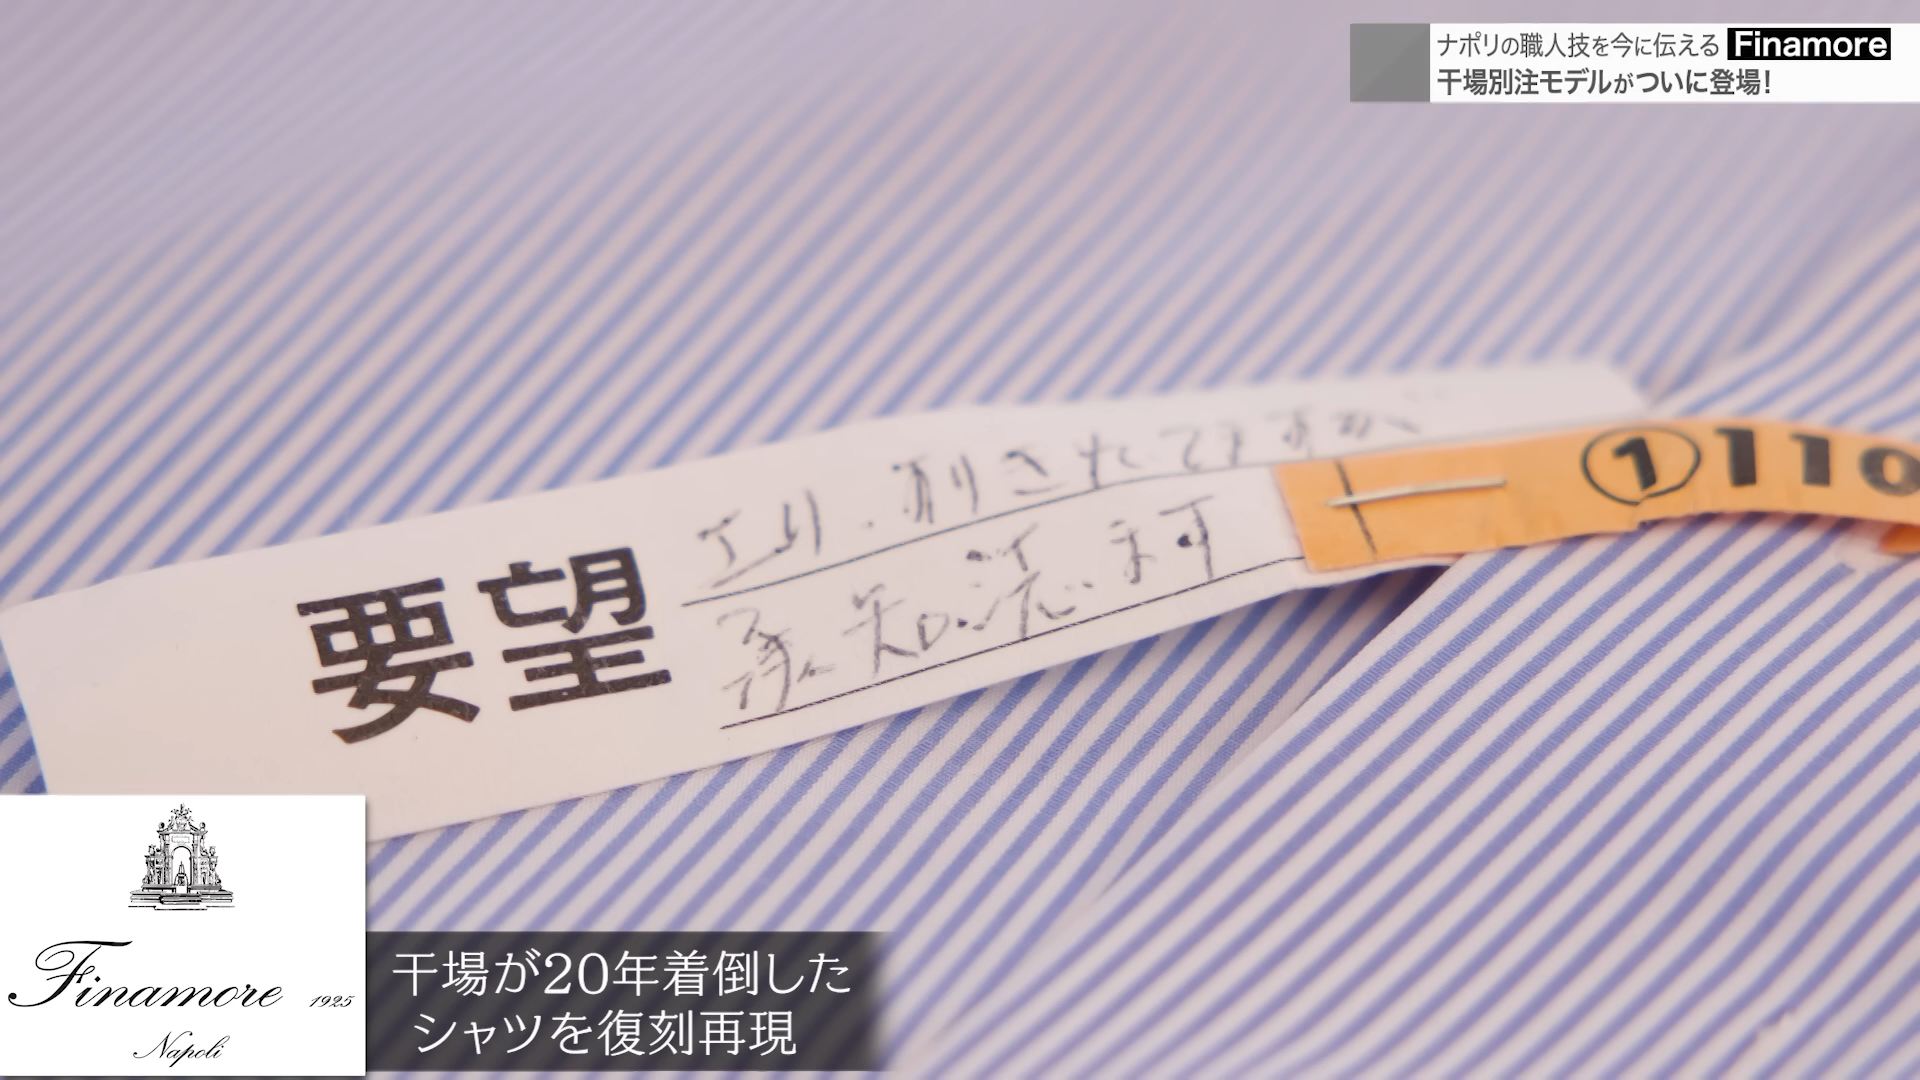 ナポリの職人技を今に伝える Finamore
干場別注モデルがついに登場!
①110
要望
エリ.
承知済.
Finamore 1925
Napoli
干場が20年着倒した
シャツを復刻再現